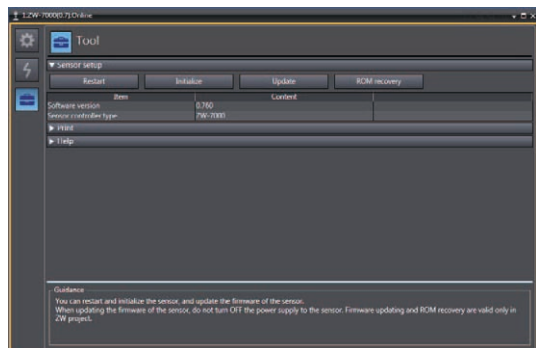 1.ZW-7000[0.7]:Online
Tool
▼ Sensor setup
Restart Initialize Update ROM recovery
Item Content
Software version 0.760
Sensor controller type ZW-7000
▶ Print
▶ Help
Guidance
You can restart and initialize the sensor, and update the firmware of the sensor.
When updating the firmware of the sensor, do not turn OFF the power supply to the sensor. Firmware updating and ROM recovery are valid only in
ZW project.